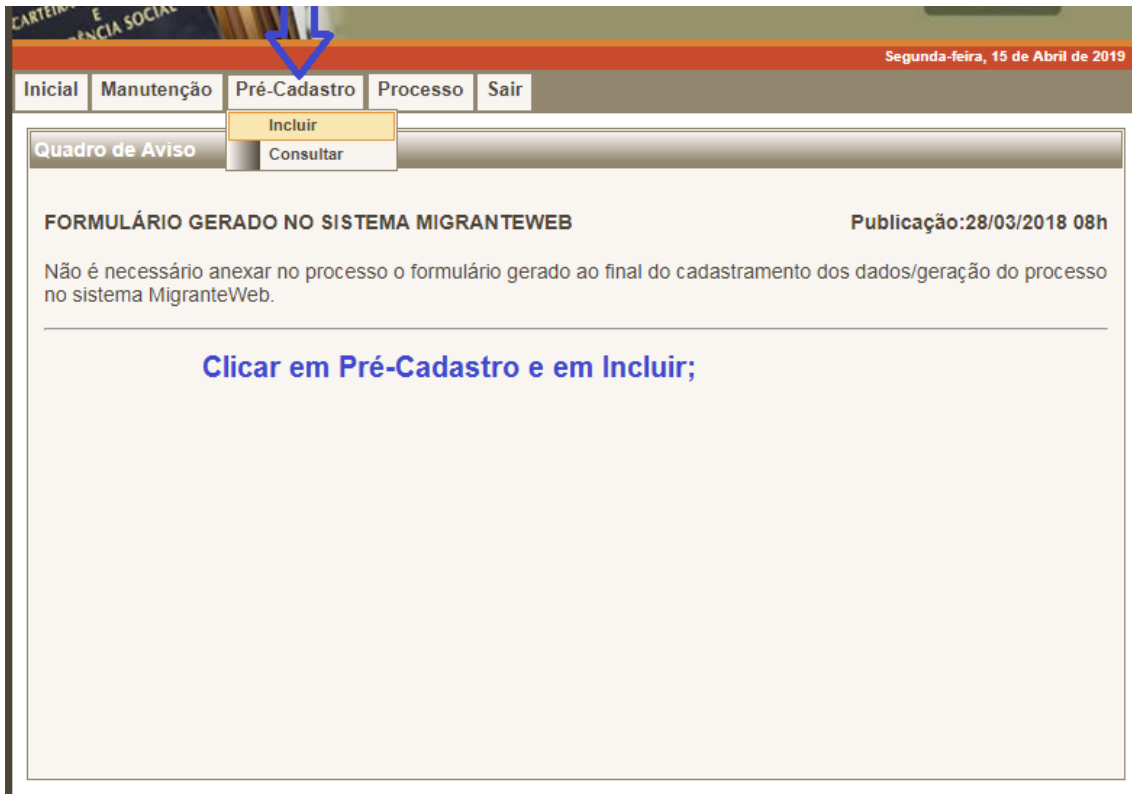 CARTEIRA
E
SOCIAL
Segunda-feira, 15 de Abril de 2019
Inicial Manutenção Pré-Cadastro Processo Sair
Incluir
Consultar
Quadro de Aviso
FORMULÁRIO GERADO NO SISTEMA MIGRANTEWEB Publicação:28/03/2018 08h
Não é necessário anexar no processo o formulário gerado ao final do cadastramento dos dados/geração do processo
no sistema MigranteWeb.
Clicar em Pré-Cadastro e em Incluir;